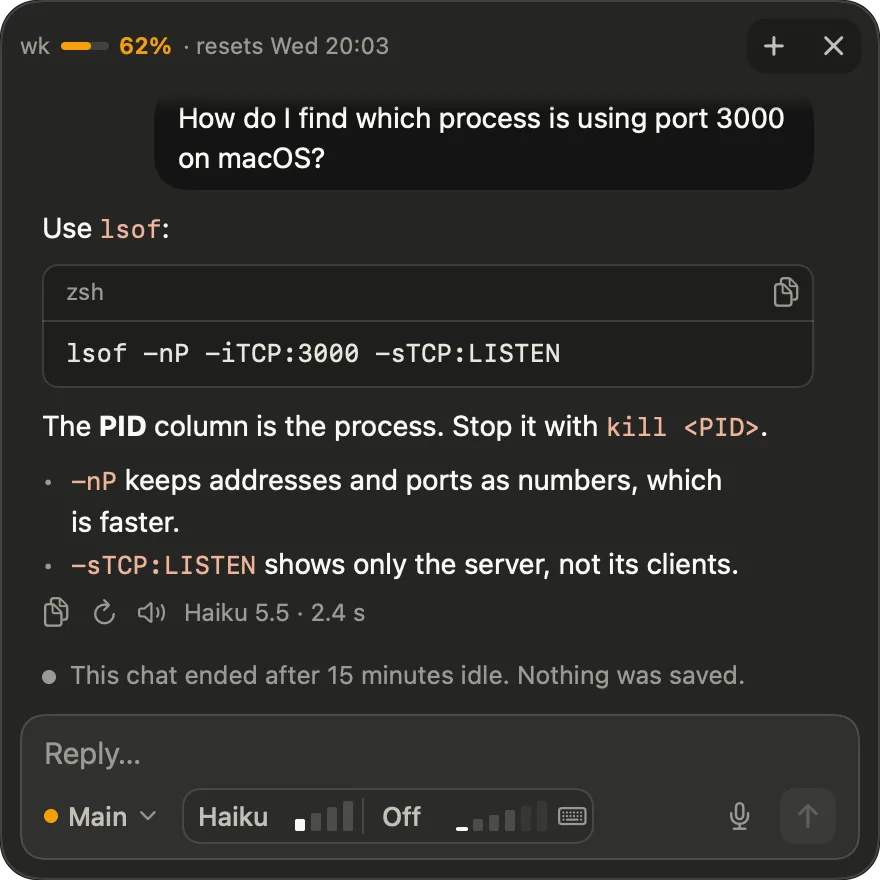 wk 62% · resets Wed 20:03
How do I find which process is using port 3000
on macOS?
Use lsof:
zsh
lsof –nP –iTCP:3000 –sTCP:LISTEN
The PID column is the process. Stop it with kill <PID>.
• –nP keeps addresses and ports as numbers, which
is faster.
• –sTCP:LISTEN shows only the server, not its clients.
Haiku 5.5 · 2.4 s
This chat ended after 15 minutes idle. Nothing was saved.
Reply...
Main Haiku Off